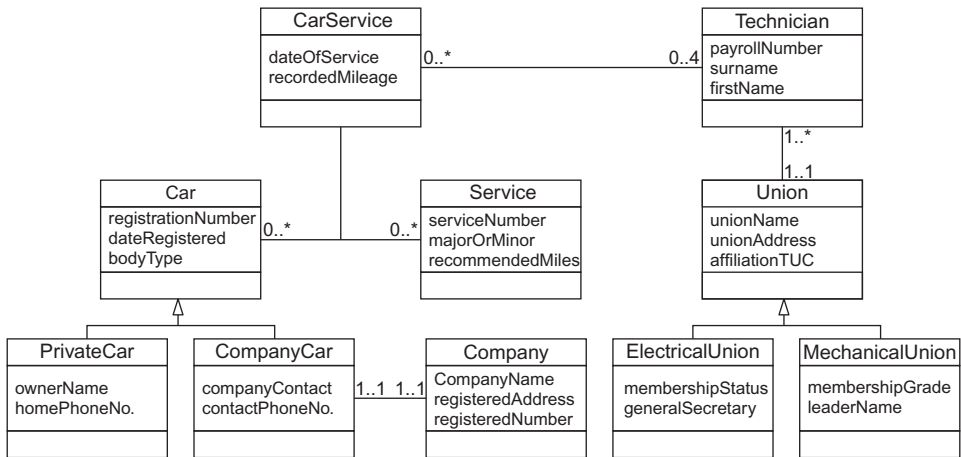 CarService
dateOfService
recordedMileage
0..*
0..4
Technician
payrollNumber
surname
firstName
1..*
1..1
Car
registrationNumber
dateRegistered
bodyType
0..*
0..*
Service
serviceNumber
majorOrMinor
recommendedMiles
Union
unionName
unionAddress
affiliationTUC
PrivateCar
ownerName
homePhoneNo.
CompanyCar
companyContact
contactPhoneNo.
1..1
1..1
Company
CompanyName
registeredAddress
registeredNumber
ElectricalUnion
membershipStatus
generalSecretary
MechanicalUnion
membershipGrade
leaderName